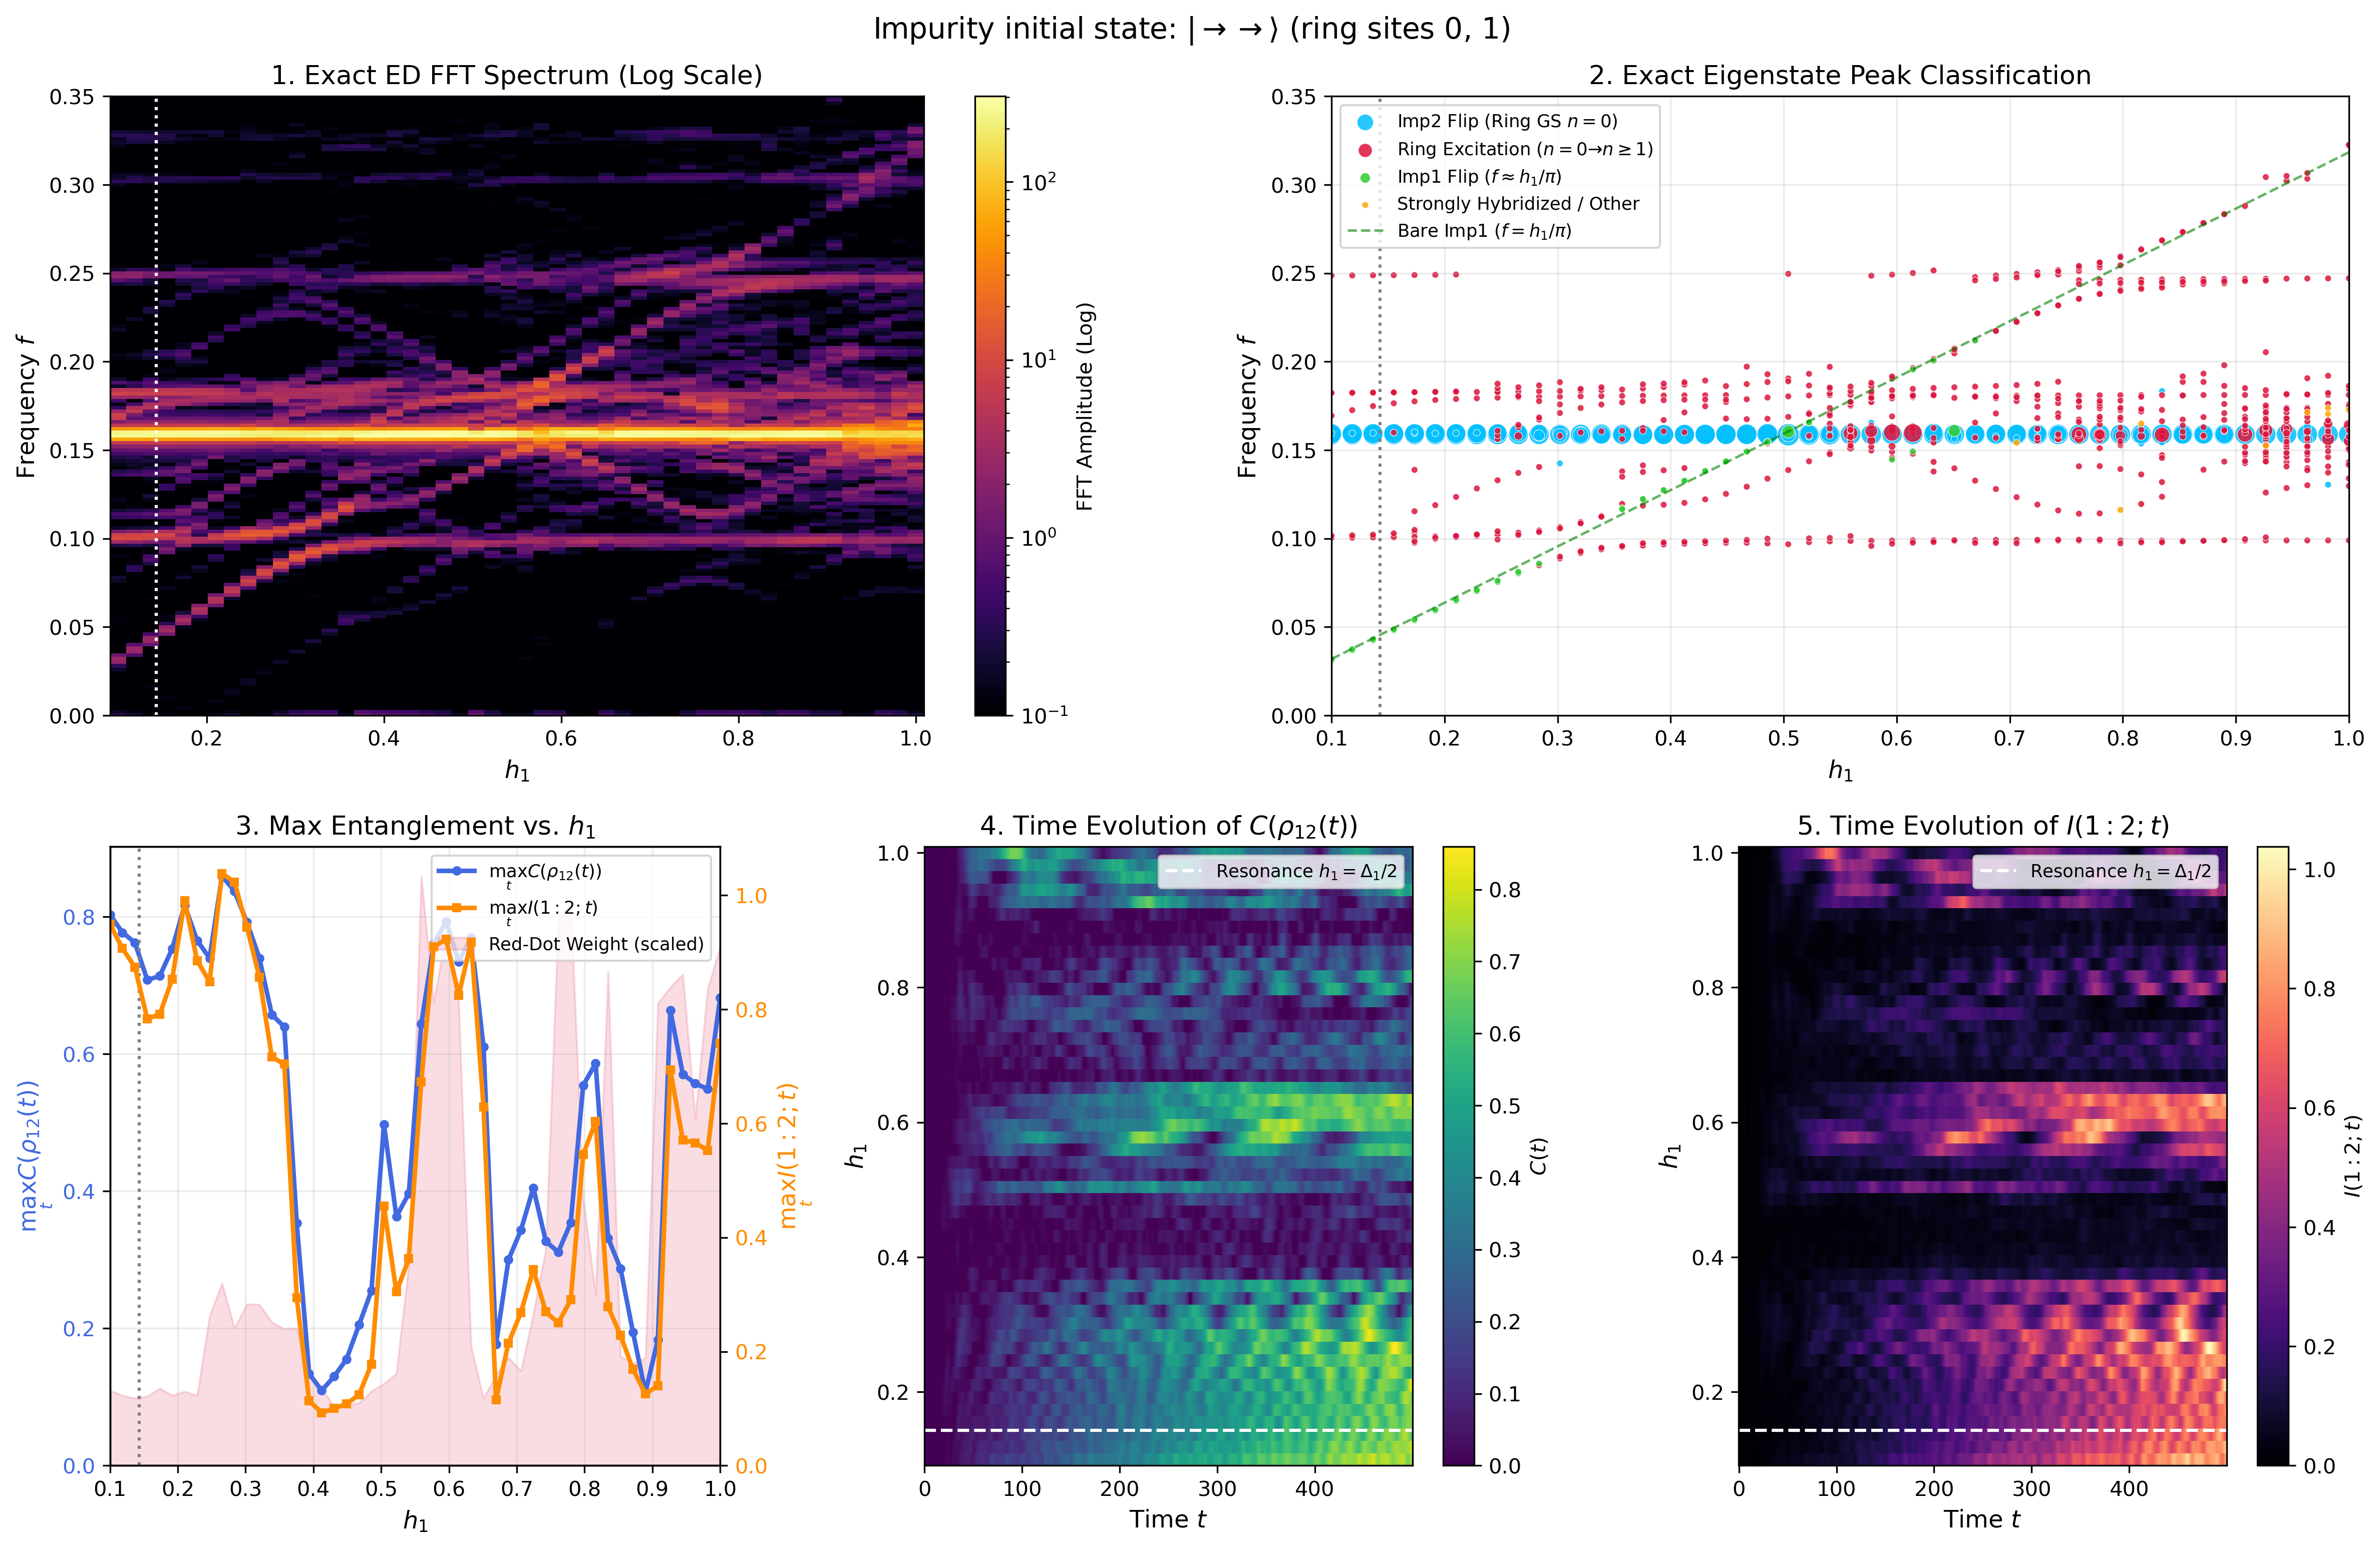 Impurity initial state: |→→⟩ (ring sites 0, 1)
1. Exact ED FFT Spectrum (Log Scale)
0.35
0.30
0.25
0.20
0.15
0.10
0.05
0.00
Frequency f
0.2 0.4 0.6 0.8 1.0
h₁
10²
10¹
10⁰
10⁻¹
FFT Amplitude (Log)
2. Exact Eigenstate Peak Classification
Imp2 Flip (Ring GS n = 0)
Ring Excitation (n = 0→n ≥ 1)
Imp1 Flip (f ≈ h₁/π)
Strongly Hybridized / Other
Bare Imp1 (f = h₁/π)
0.35
0.30
0.25
0.20
0.15
0.10
0.05
0.00
Frequency f
0.1 0.2 0.3 0.4 0.5 0.6 0.7 0.8 0.9 1.0
h₁
3. Max Entanglement vs. h₁
max C(ρ₁₂(t))
t
max I(1 : 2; t)
t
Red-Dot Weight (scaled)
0.8
0.6
0.4
0.2
0.0
max C(ρ₁₂(t))
t
1.0
0.8
0.6
0.4
0.2
0.0
max I(1 : 2; t)
t
0.1 0.2 0.3 0.4 0.5 0.6 0.7 0.8 0.9 1.0
h₁
4. Time Evolution of C(ρ₁₂(t))
Resonance h₁ = Δ₁/2
1.0
0.8
0.6
0.4
0.2
h₁
0 100 200 300 400
Time t
0.8
0.7
0.6
0.5
0.4
0.3
0.2
0.1
0.0
C(t)
5. Time Evolution of I(1 : 2; t)
Resonance h₁ = Δ₁/2
1.0
0.8
0.6
0.4
0.2
h₁
0 100 200 300 400
Time t
1.0
0.8
0.6
0.4
0.2
0.0
I(1 : 2; t)